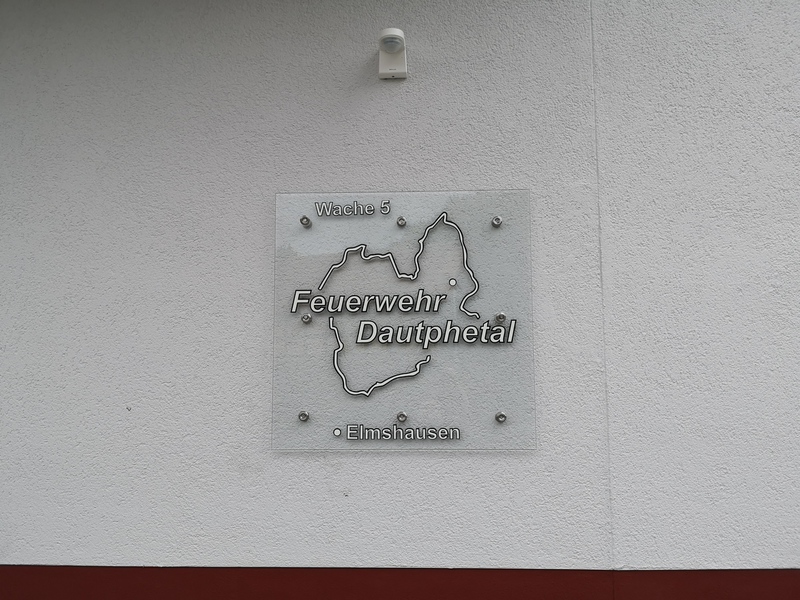 Wache 5
Feuerwehr
Dautphetal
Elmshausen